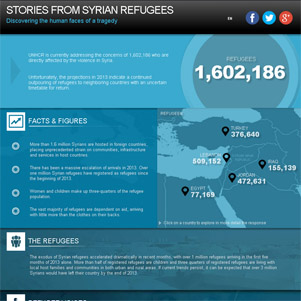 STORIES FROM SYRIAN REFUGEES
Discovering the human faces of a tragedy
EN
UNHCR is currently addressing the concerns of 1,602,186 who are
directly affected by the violence in Syria.
Unfortunately, the projections in 2013 indicate a continued
outpouring of refugees to neighboring countries with an uncertain
timetable for return.
REFUGEES
1,602,186
FACTS & FIGURES
More than 1.6 million Syrians are hosted in foreign countries,
placing unprecedented strain on communities, infrastructure
and services in host countries.
There has been a massive escalation of arrivals in 2013. Over
one million Syrian refugees have registered as refugees since the
beginning of 2013.
Women and children make up three-quarters of the refugee
population.
The vast majority of refugees are dependent on aid, arriving
with little more than the clothes on their backs.
REFUGEES
TURKEY
376,640
509,152
IRAQ
155,139
JORDAN
472,631
EGYPT
77,169
Click on a country to explore to more about the response
THE REFUGEES
The exodus of Syrian refugees accelerated dramatically in recent months, with over 1 million refugees arriving in the first five
months of 2013 alone. More than half of registered refugees are children and three quarters of registered refugees are living with
local host families and communities in both urban and rural areas. If current trends persist, it can be expected that over 3 million
Syrians would have left their country by the end of 2013.